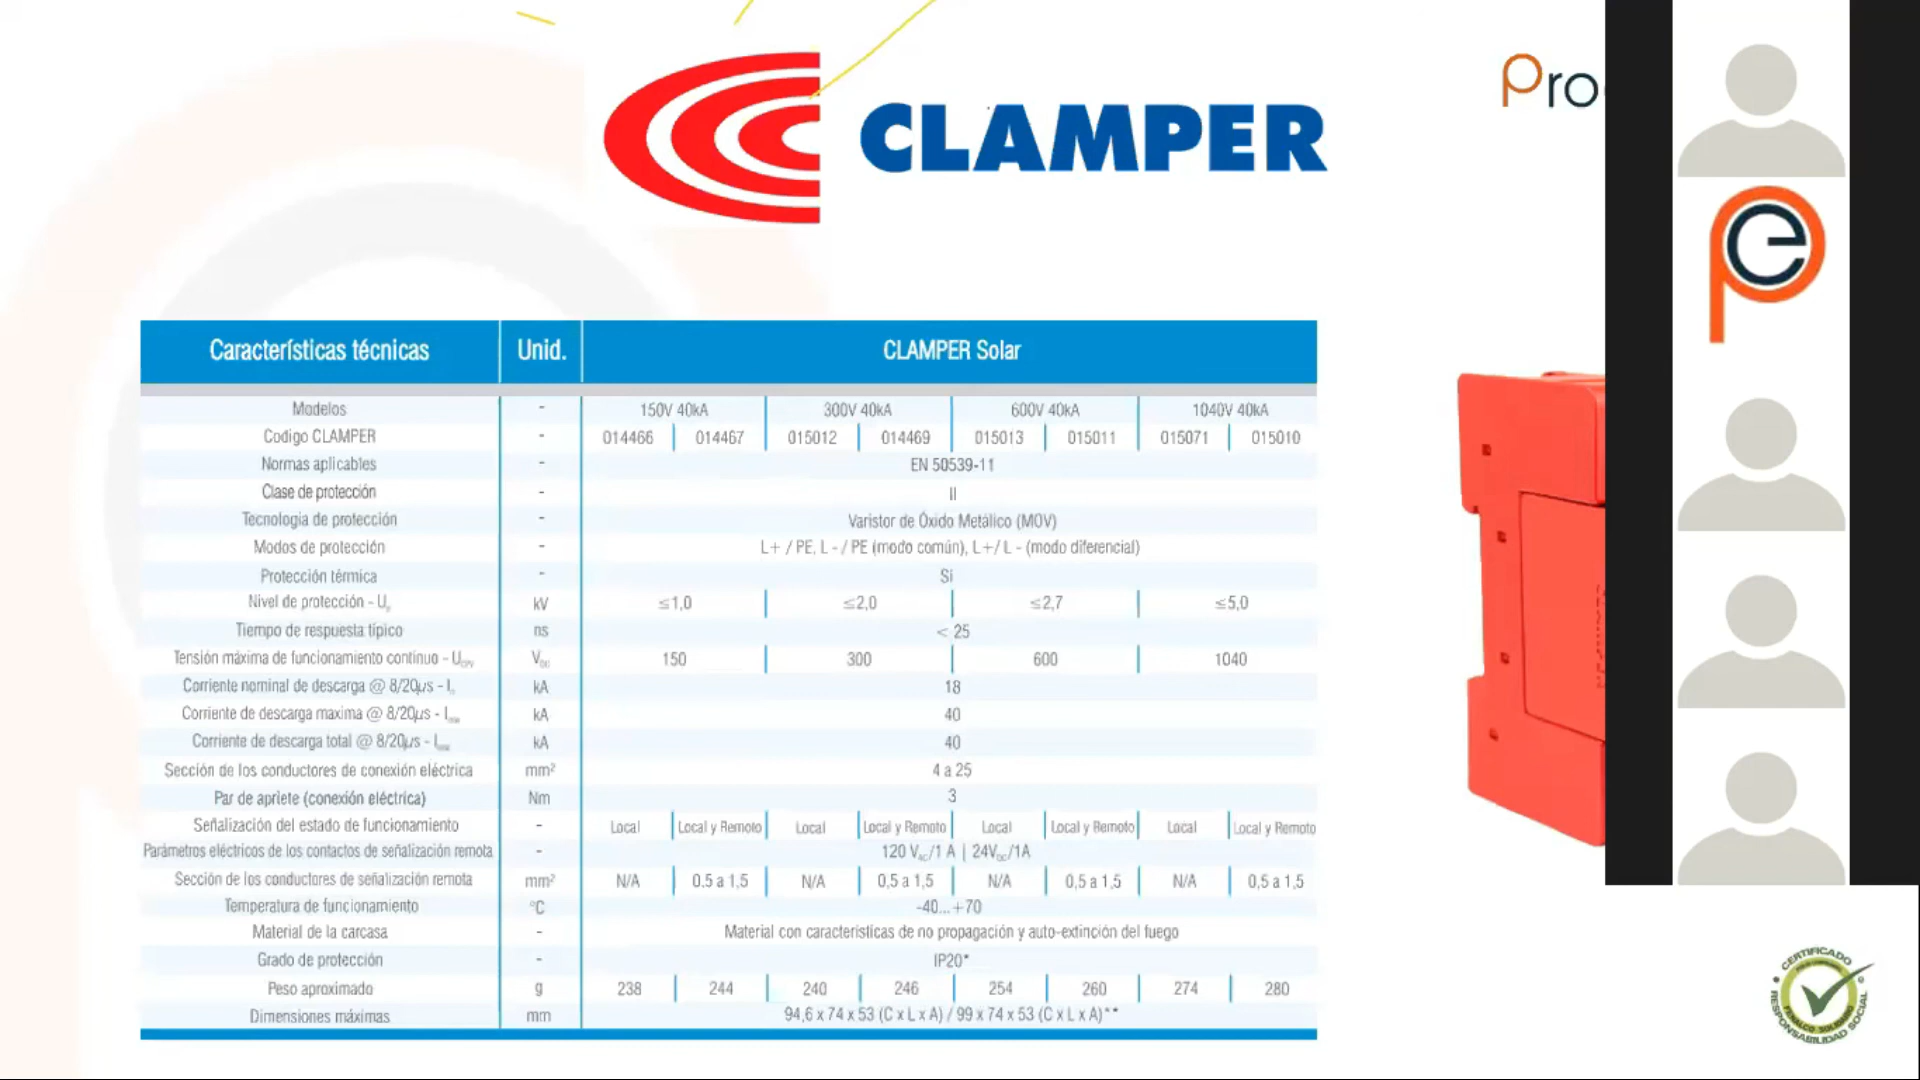 CLAMPER
Pro
Características técnicas Unid. CLAMPER Solar
Modelos - 150V 40kA 300V 40kA 600V 40kA 1040V 40kA
Codigo CLAMPER - 014466 014467 015012 014469 015013 015011 015071 015010
Normas aplicables - EN 50539-11
Clase de protección - II
Tecnologia de protección - Varistor de Óxido Metálico (MOV)
Modos de protección - L+ / PE, L - / PE (modo común), L+/ L - (modo diferencial)
Protección térmica - Si
Nivel de protección - Up kV ≤1,0 ≤2,0 ≤2,7 ≤5,0
Tiempo de respuesta típico ns < 25
Tensión máxima de funcionamiento continuo - UCPV VDC 150 300 600 1040
Corriente nominal de descarga @ 8/20µs - In kA 18
Corriente de descarga maxima @ 8/20µs - Imax kA 40
Corriente de descarga total @ 8/20µs - Itotal kA 40
Sección de los conductores de conexión eléctrica mm² 4 a 25
Par de apriete (conexión eléctrica) Nm 3
Señalización del estado de funcionamiento - Local Local y Remoto Local Local y Remoto Local Local y Remoto Local Local y Remoto
Parámetros eléctricos de los contactos de señalización remota - 120 VAC/1 A | 24VDC/1A
Sección de los conductores de señalización remota mm² N/A 0,5 a 1,5 N/A 0,5 a 1,5 N/A 0,5 a 1,5 N/A 0,5 a 1,5
Temperatura de funcionamiento °C -40...+70
Material de la carcasa - Material con características de no propagación y auto-extinción del fuego
Grado de protección - IP20*
Peso aproximado g 238 244 240 246 254 260 274 280
Dimensiones máximas mm 94,6 x 74 x 53 (C x L x A) / 99 x 74 x 53 (C x L x A)**
CERTIFICADO
FENALCO SOLIDARIO
RESPONSABILIDAD SOCIAL